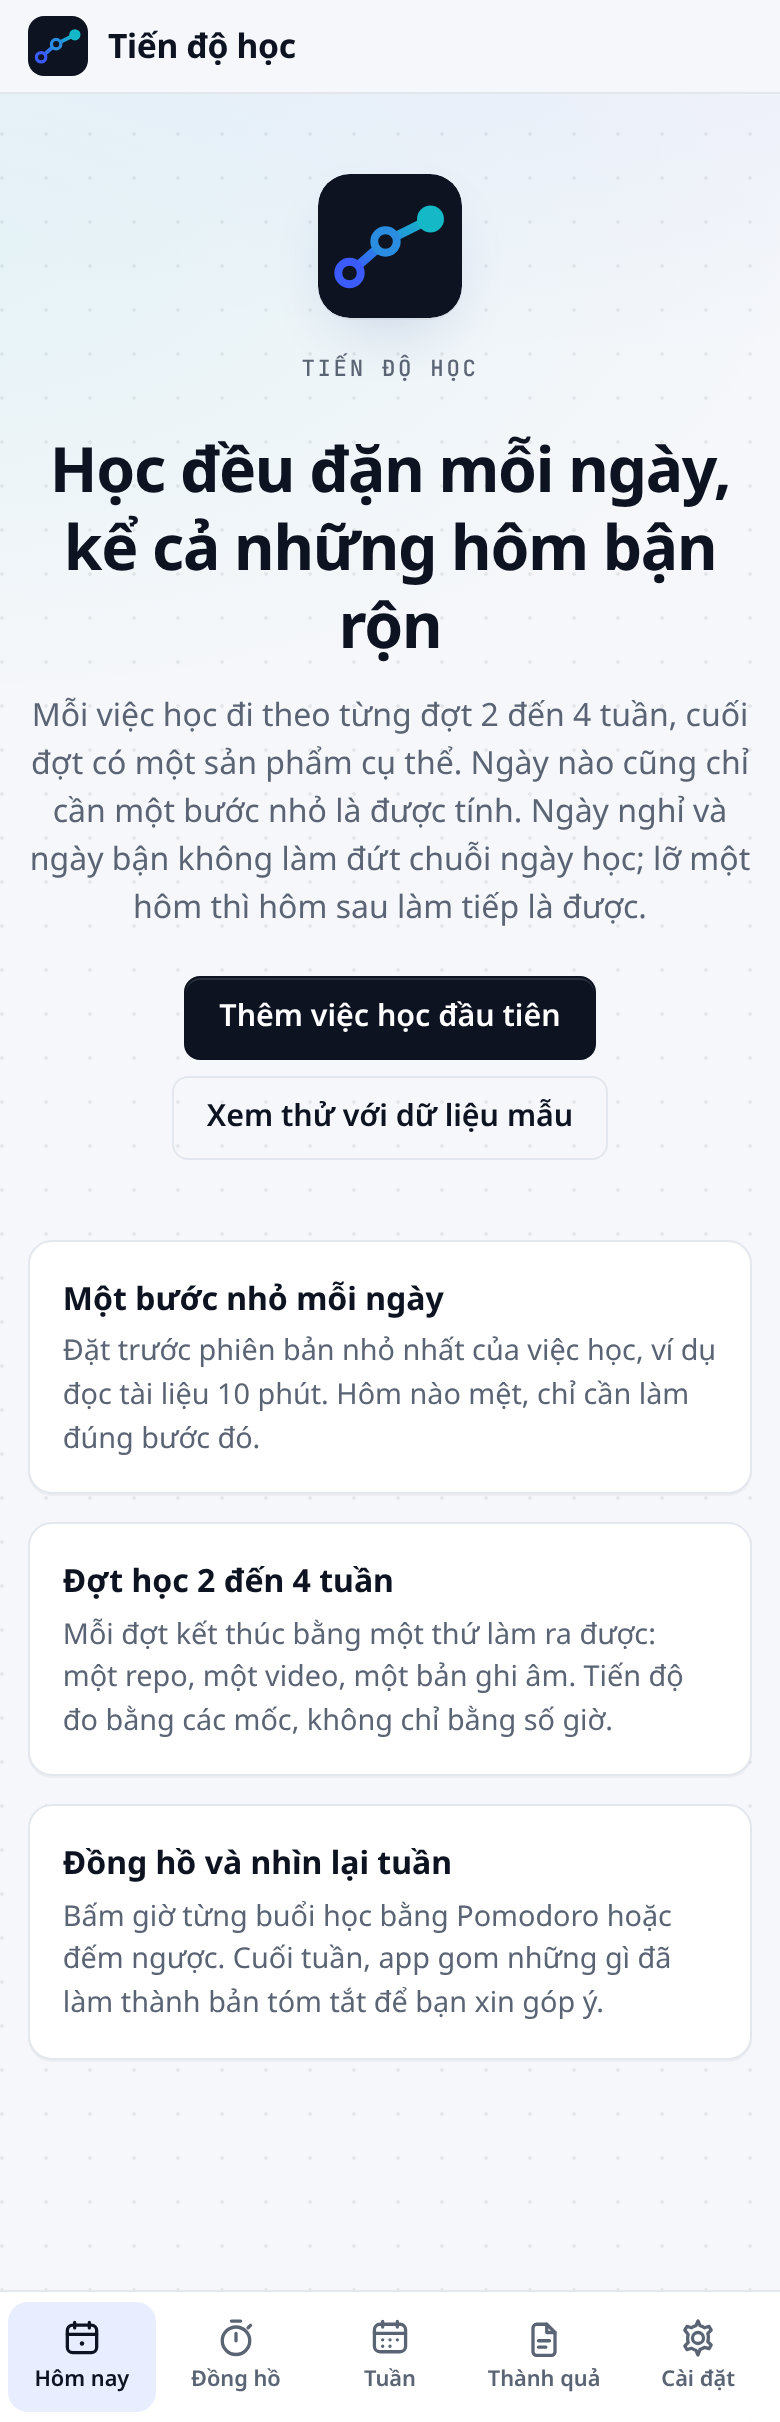 Tiến độ học
TIẾN ĐỘ HỌC
Học đều đặn mỗi ngày,
kể cả những hôm bận
rộn
Mỗi việc học đi theo từng đợt 2 đến 4 tuần, cuối
đợt có một sản phẩm cụ thể. Ngày nào cũng chỉ
cần một bước nhỏ là được tính. Ngày nghỉ và
ngày bận không làm đứt chuỗi ngày học; lỡ một
hôm thì hôm sau làm tiếp là được.
Thêm việc học đầu tiên
Xem thử với dữ liệu mẫu
Một bước nhỏ mỗi ngày
Đặt trước phiên bản nhỏ nhất của việc học, ví dụ
đọc tài liệu 10 phút. Hôm nào mệt, chỉ cần làm
đúng bước đó.
Đợt học 2 đến 4 tuần
Mỗi đợt kết thúc bằng một thứ làm ra được:
một repo, một video, một bản ghi âm. Tiến độ
đo bằng các mốc, không chỉ bằng số giờ.
Đồng hồ và nhìn lại tuần
Bấm giờ từng buổi học bằng Pomodoro hoặc
đếm ngược. Cuối tuần, app gom những gì đã
làm thành bản tóm tắt để bạn xin góp ý.
Hôm nay
Đồng hồ
Tuần
Thành quả
Cài đặt